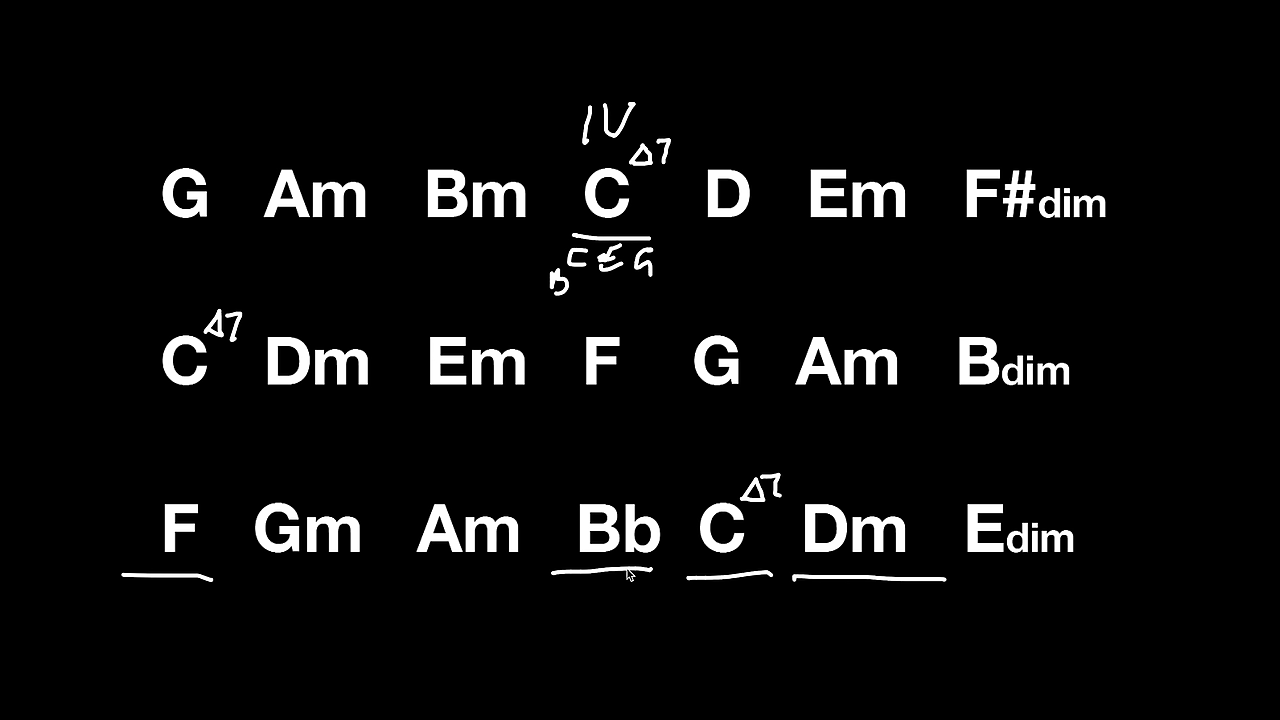 IV
G Am Bm C Δ7 D Em F#dim
C E G
B
C Δ7 Dm Em F G Am Bdim
F Gm Am Bb C Δ7 Dm Edim